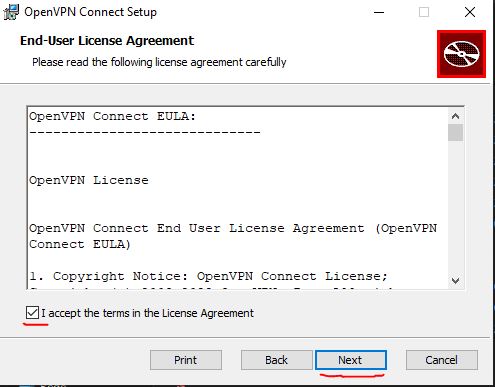 OpenVPN Connect Setup
End-User License Agreement
Please read the following license agreement carefully
OpenVPN Connect EULA:
-----------------------------
OpenVPN License
OpenVPN Connect End User License Agreement (OpenVPN
Connect EULA)
1. Copyright Notice: OpenVPN Connect License;
I accept the terms in the License Agreement
Print
Back
Next
Cancel